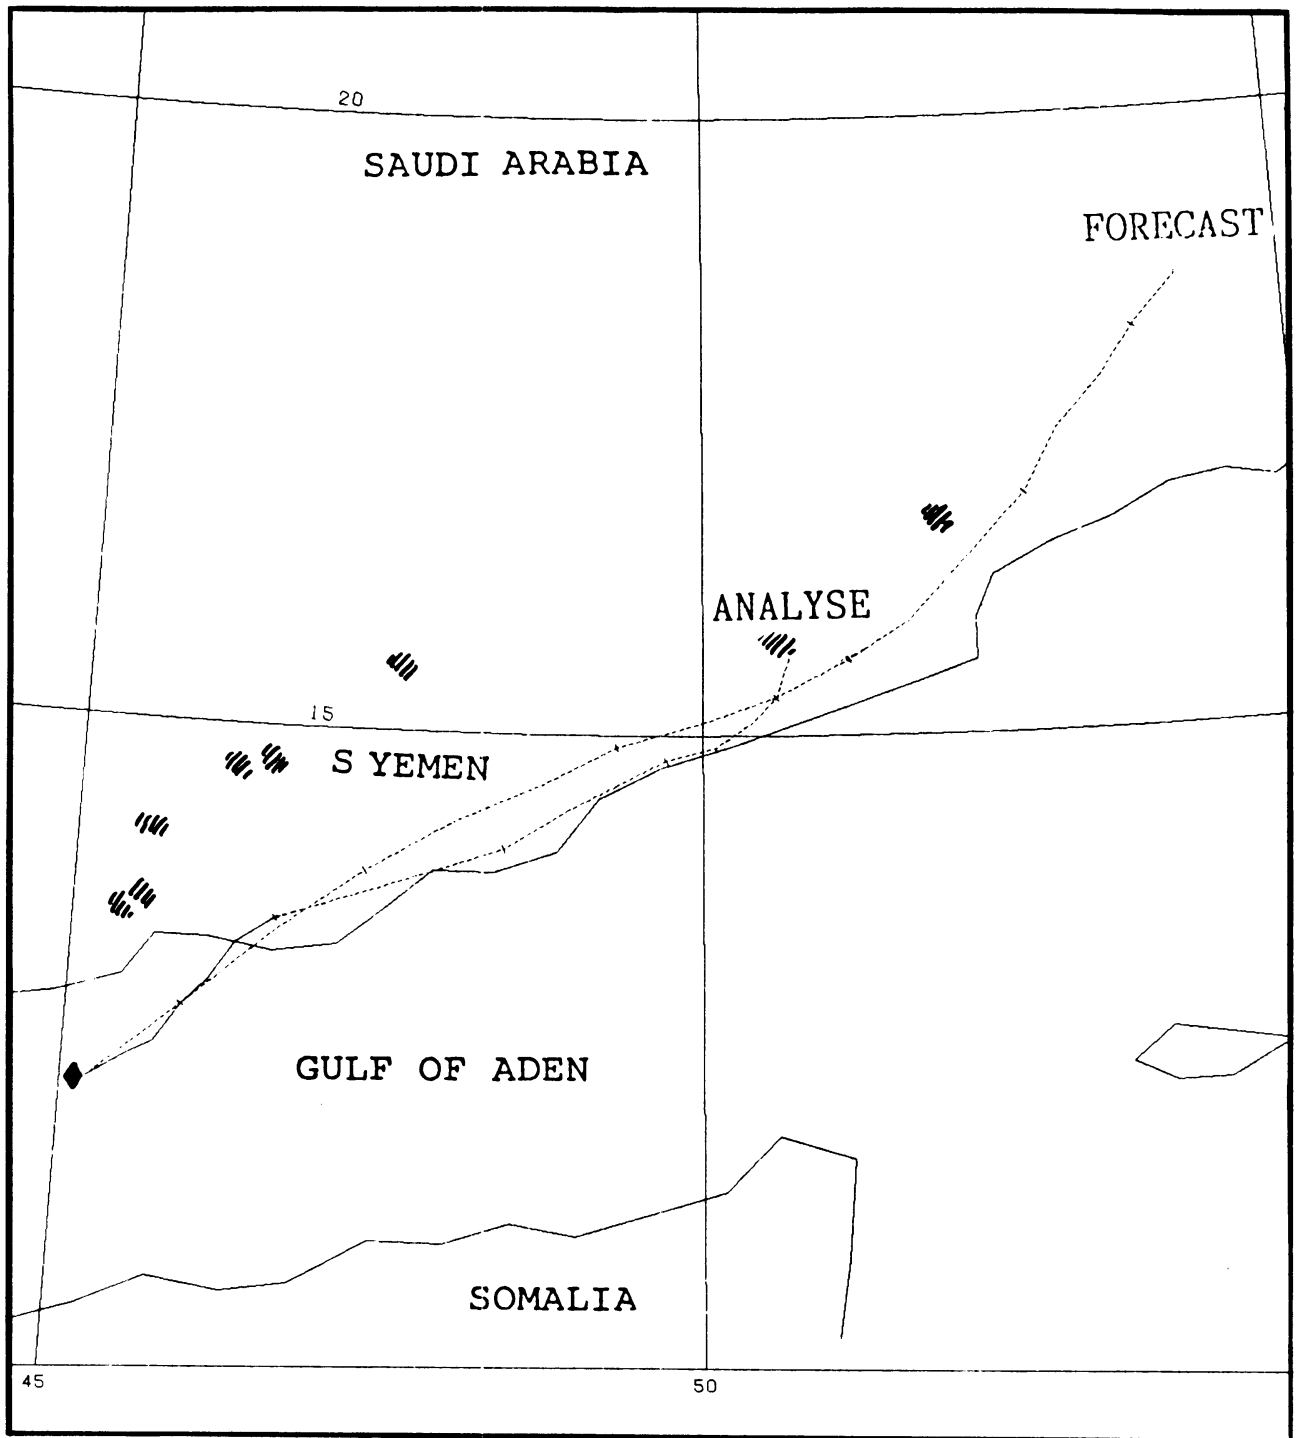 20
SAUDI ARABIA
FORECAST
ANALYSE
15
S YEMEN
GULF OF ADEN
SOMALIA
45
50